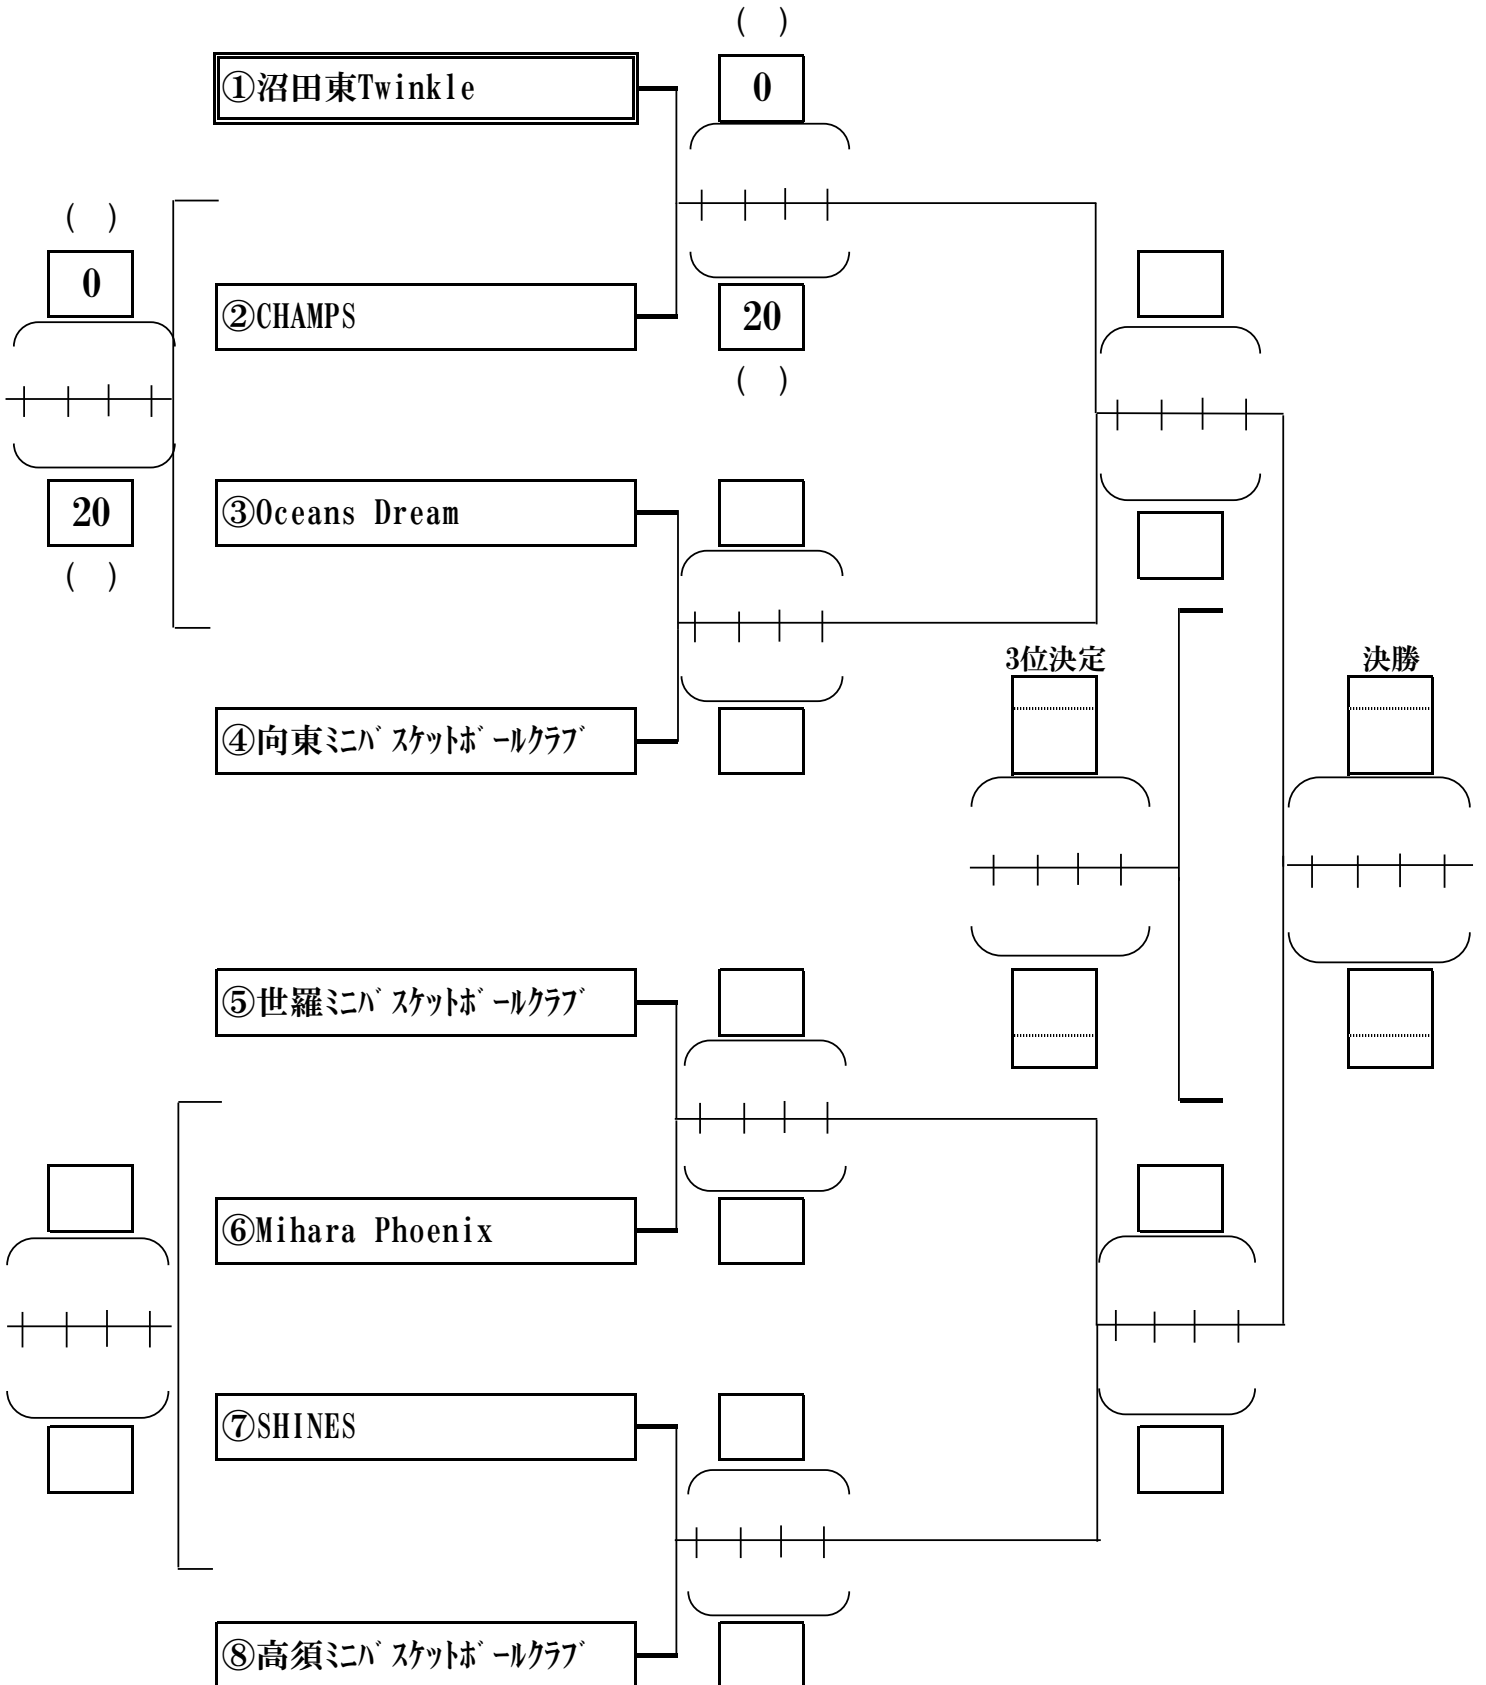 (　)
①沼田東Twinkle
0
(　)
0
②CHAMPS
20
(　)
20
③Oceans Dream
(　)
3位決定
決勝
④向東ﾐﾆﾊﾞｽｹｯﾄﾎﾞｰﾙｸﾗﾌﾞ
⑤世羅ﾐﾆﾊﾞｽｹｯﾄﾎﾞｰﾙｸﾗﾌﾞ
⑥Mihara Phoenix
⑦SHINES
⑧高須ﾐﾆﾊﾞｽｹｯﾄﾎﾞｰﾙｸﾗﾌﾞ